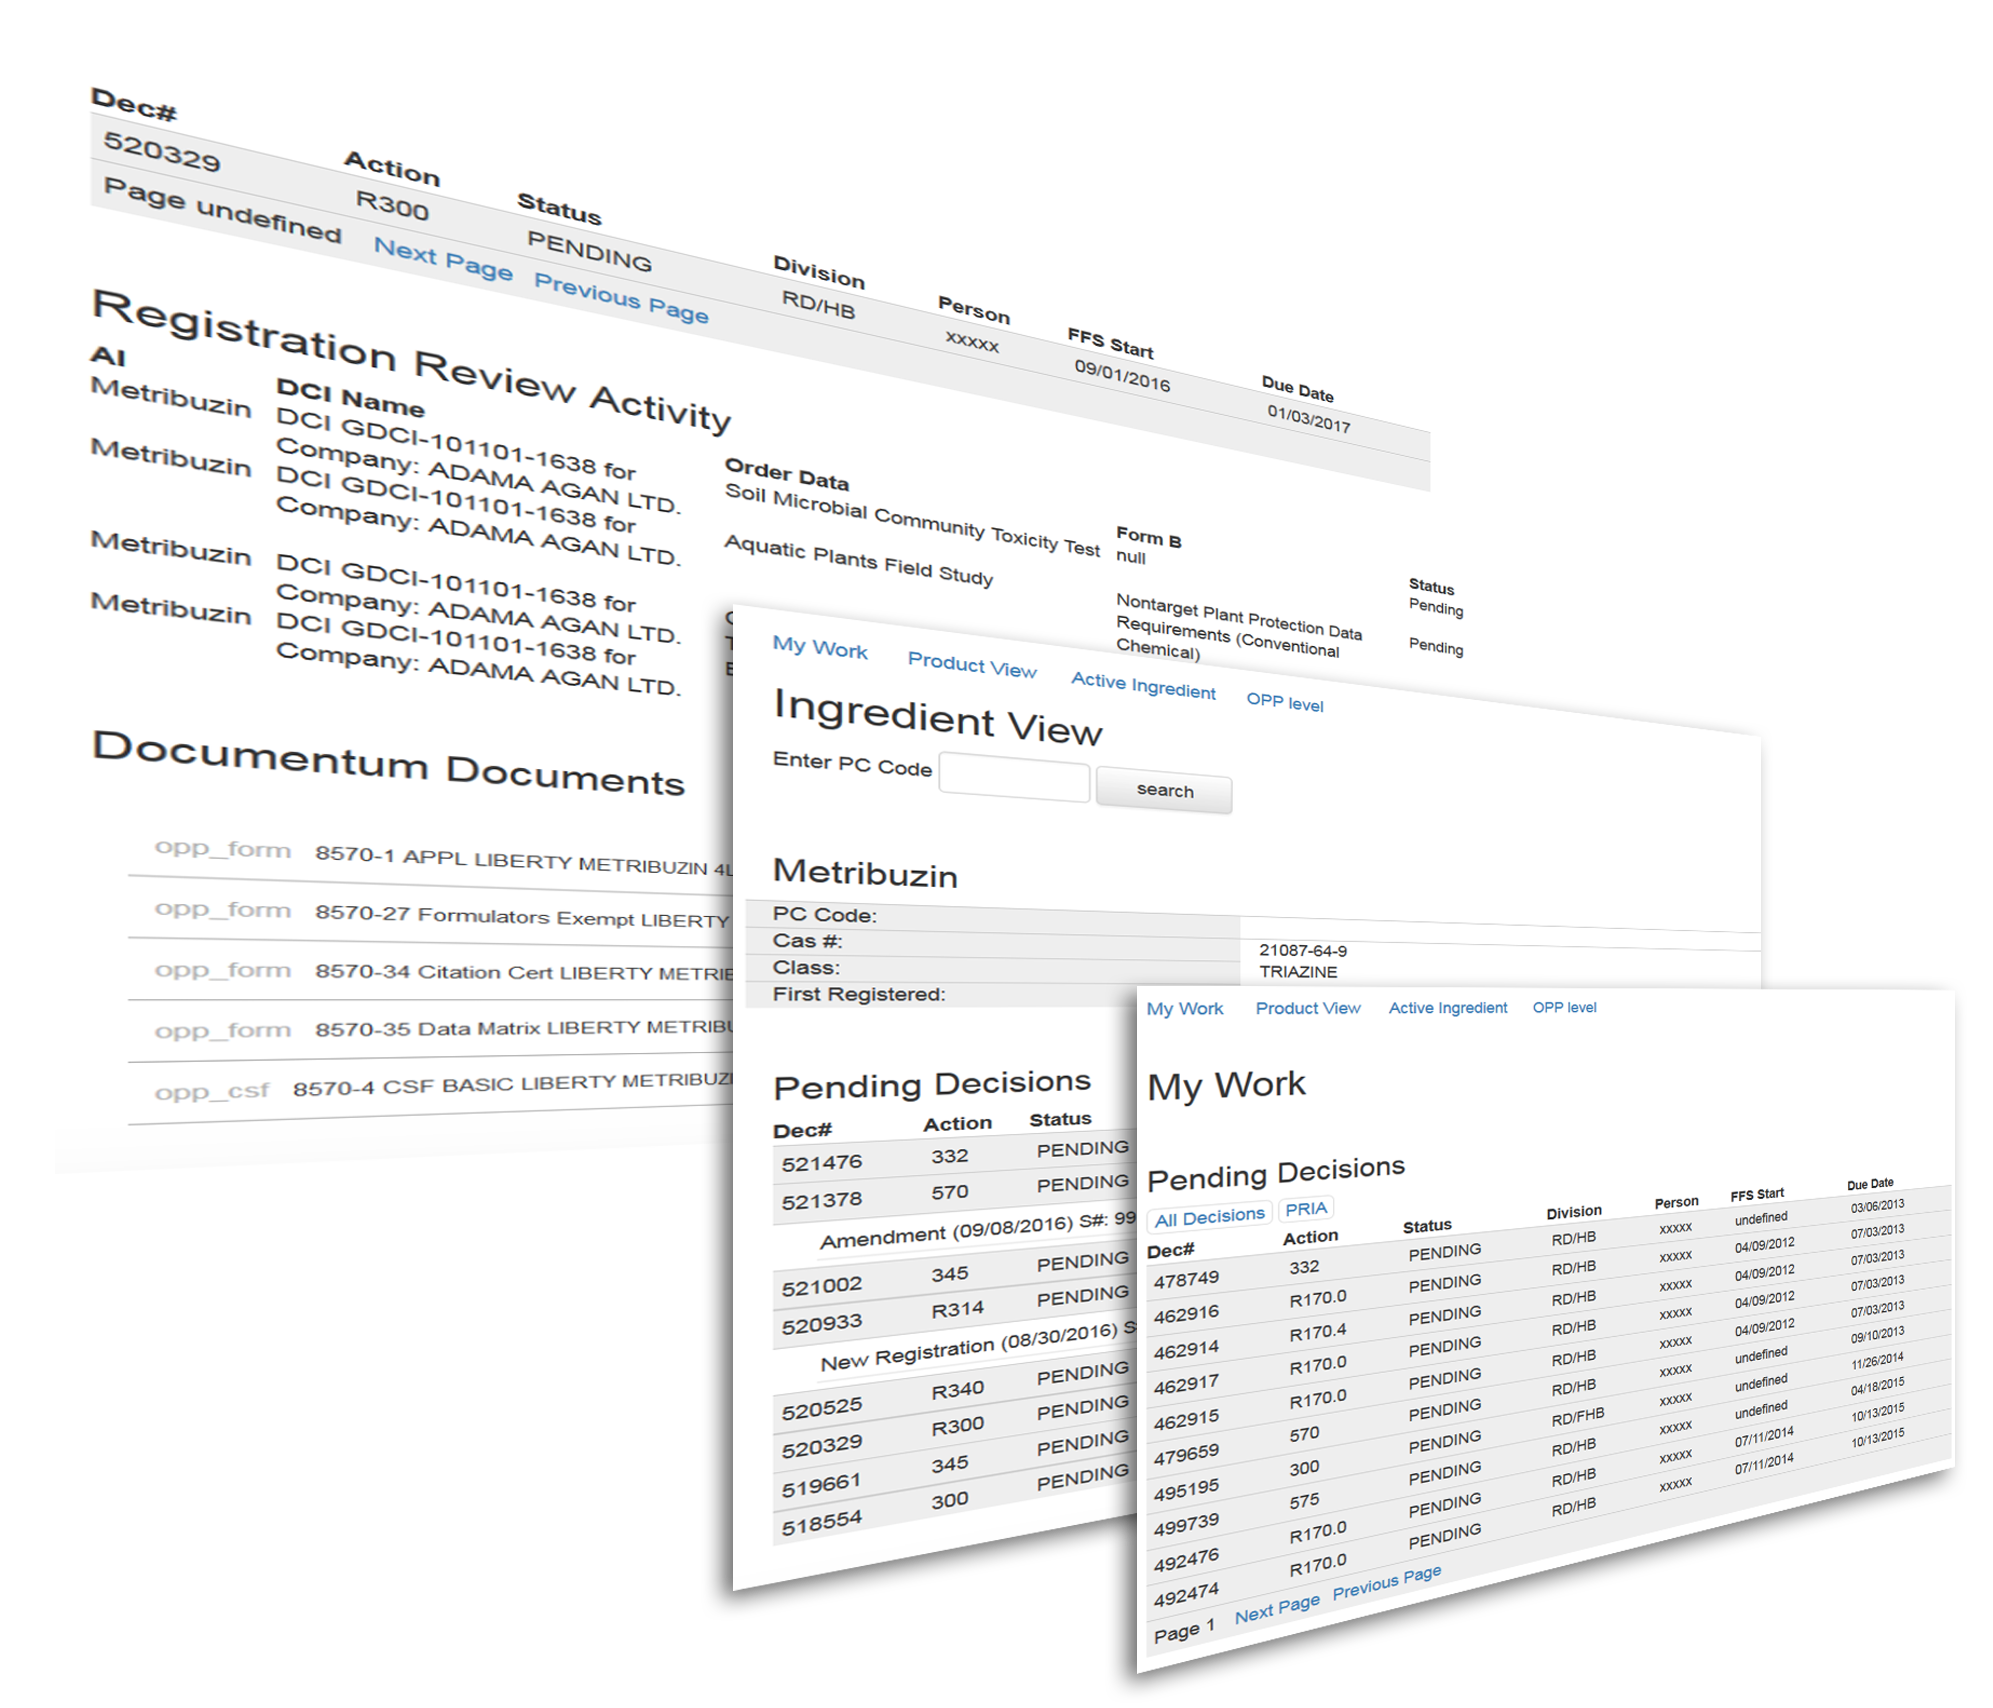 Dec# Action Status Division Person FFS Start Due Date
520329 R300 PENDING RD/HB xxxxx 09/01/2016 01/03/2017
Page undefined Next Page Previous Page
Registration Review Activity
AI DCI Name Order Data Form B Status
Metribuzin DCI GDCI-101101-1638 for Soil Microbial Community Toxicity Test null Pending
Company: ADAMA AGAN LTD.
Metribuzin DCI GDCI-101101-1638 for Aquatic Plants Field Study Nontarget Plant Protection Data Pending
Company: ADAMA AGAN LTD. Requirements (Conventional
Chemical)
Metribuzin DCI GDCI-101101-1638 for
Company: ADAMA AGAN LTD.
Metribuzin DCI GDCI-101101-1638 for
Company: ADAMA AGAN LTD.
Documentum Documents
opp_form 8570-1 APPL LIBERTY METRIBUZIN 4L
opp_form 8570-27 Formulators Exempt LIBERTY
opp_form 8570-34 Citation Cert LIBERTY METRIB
opp_form 8570-35 Data Matrix LIBERTY METRIBU
opp_csf 8570-4 CSF BASIC LIBERTY METRIBUZI
My Work Product View Active Ingredient OPP level
Ingredient View
Enter PC Code search
Metribuzin
PC Code:
Cas #: 21087-64-9
Class: TRIAZINE
First Registered:
Pending Decisions
Dec# Action Status
521476 332 PENDING
521378 570 PENDING
Amendment (09/08/2016) S#: 99
521002 345 PENDING
520933 R314 PENDING
New Registration (08/30/2016) S
520525 R340 PENDING
520329 R300 PENDING
519661 345 PENDING
518554 300 PENDING
My Work Product View Active Ingredient OPP level
My Work
Pending Decisions
All Decisions PRIA
Dec# Action Status Division Person FFS Start Due Date
478749 332 PENDING RD/HB xxxxx undefined 03/06/2013
462916 R170.0 PENDING RD/HB xxxxx 04/09/2012 07/03/2013
462914 R170.4 PENDING RD/HB xxxxx 04/09/2012 07/03/2013
462917 R170.0 PENDING RD/HB xxxxx 04/09/2012 07/03/2013
462915 R170.0 PENDING RD/HB xxxxx 04/09/2012 07/03/2013
479659 570 PENDING RD/HB xxxxx undefined 09/10/2013
495195 300 PENDING RD/FHB xxxxx undefined 11/26/2014
499739 575 PENDING RD/HB xxxxx undefined 04/18/2015
492476 R170.0 PENDING RD/HB xxxxx 07/11/2014 10/13/2015
492474 R170.0 PENDING RD/HB xxxxx 07/11/2014 10/13/2015
Page 1 Next Page Previous Page